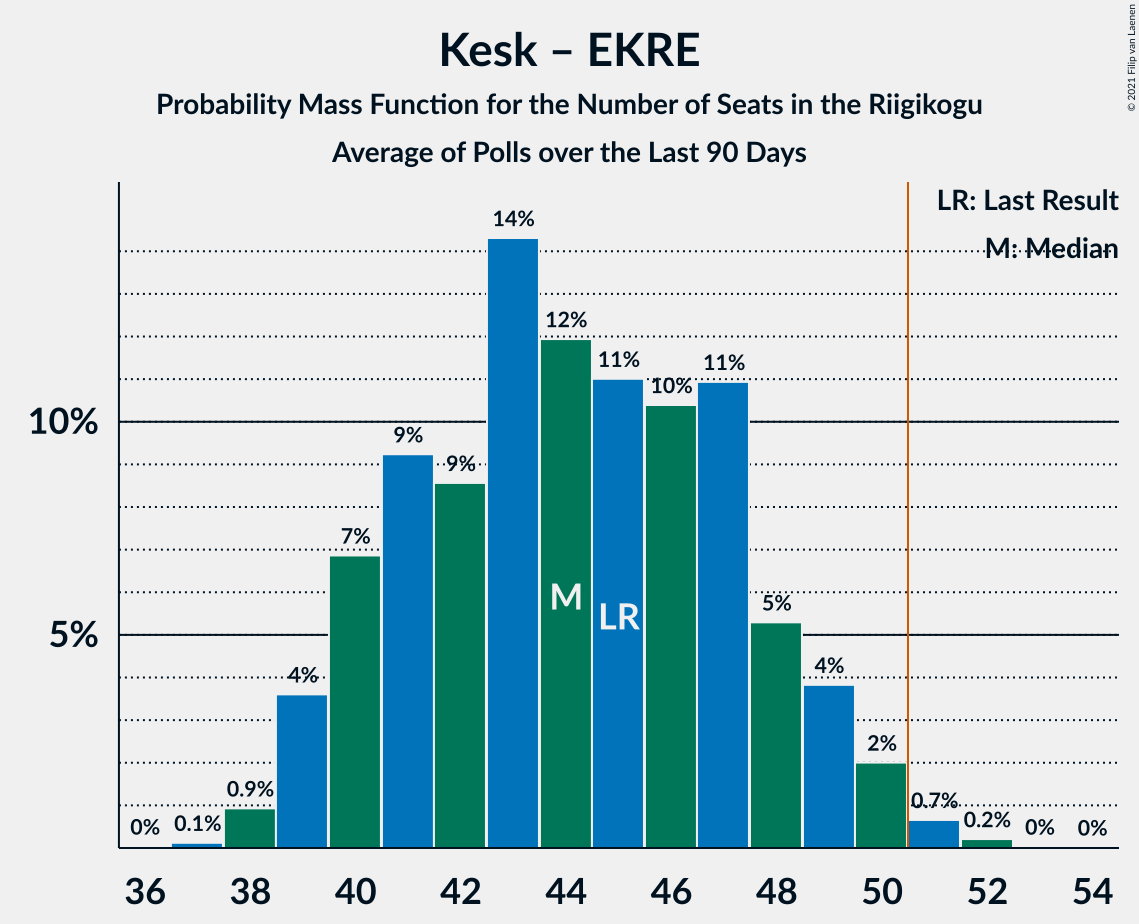 Kesk – EKRE
Probability Mass Function for the Number of Seats in the Riigikogu
Average of Polls over the Last 90 Days
© 2021 Filip van Laenen
LR: Last Result
M: Median
10%
5%
0%
0.1%
0.9%
4%
7%
9%
9%
14%
12%
11%
10%
11%
5%
4%
2%
0.7%
0.2%
0%
0%
M
LR
36 38 40 42 44 46 48 50 52 54